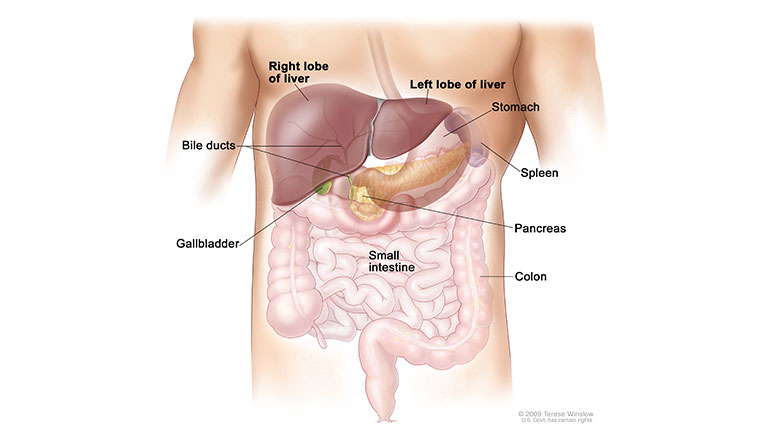 Right lobe
of liver
Left lobe of liver
Stomach
Bile ducts
Spleen
Pancreas
Gallbladder
Small
intestine
Colon
© 2009 Terese Winslow
U.S. Govt. has certain rights